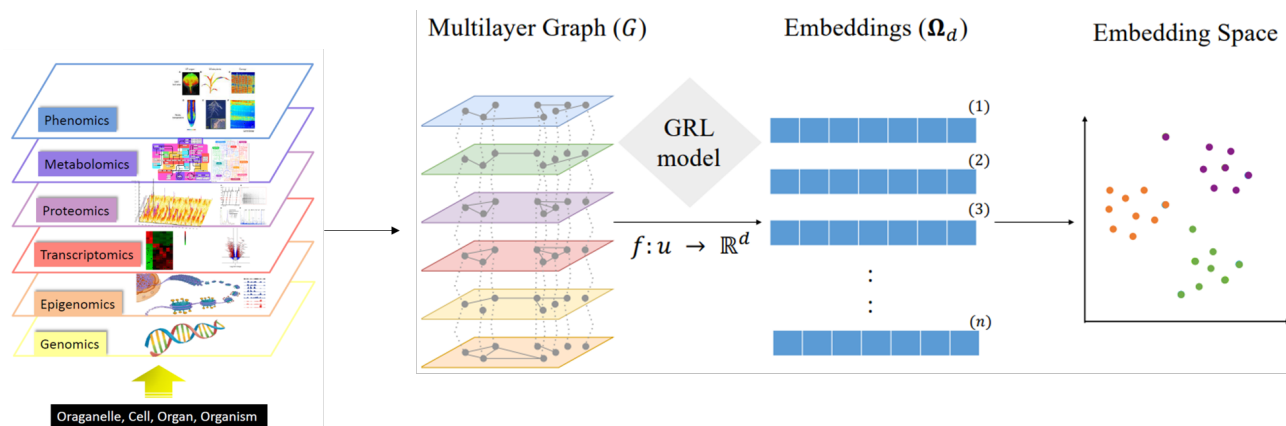 Phenomics
Metabolomics
Proteomics
Transcriptomics
Epigenomics
Genomics
Oraganelle, Cell, Organ, Organism
Multilayer Graph (G)
GRL
model
f: u → ℝ^d
Embeddings (Ω_d)
(1)
(2)
(3)
⋮
(n)
Embedding Space